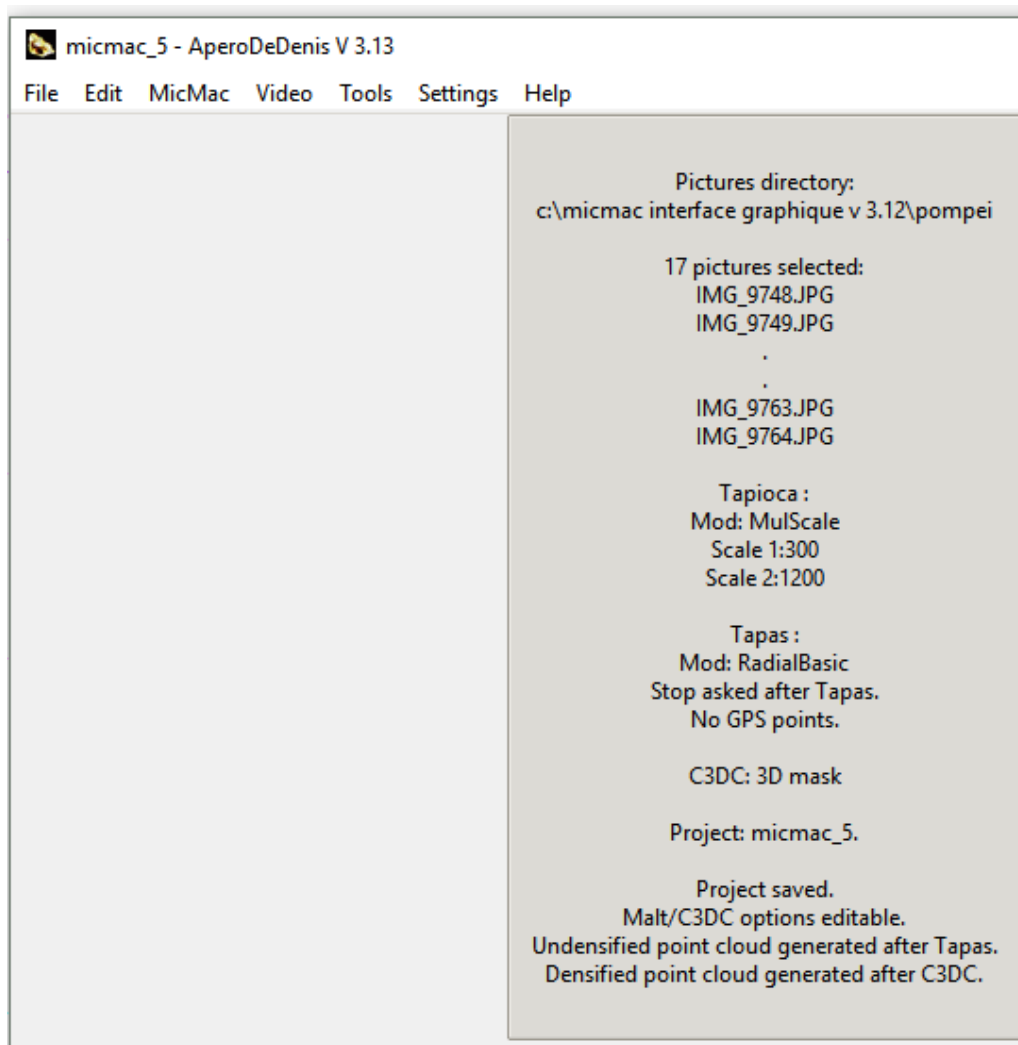 micmac_5 - AperoDeDenis V 3.13
File Edit MicMac Video Tools Settings Help
Pictures directory:
c:\micmac interface graphique v 3.12\pompei
17 pictures selected:
IMG_9748.JPG
IMG_9749.JPG
.
.
IMG_9763.JPG
IMG_9764.JPG
Tapioca :
Mod: MulScale
Scale 1:300
Scale 2:1200
Tapas :
Mod: RadialBasic
Stop asked after Tapas.
No GPS points.
C3DC: 3D mask
Project: micmac_5.
Project saved.
Malt/C3DC options editable.
Undensified point cloud generated after Tapas.
Densified point cloud generated after C3DC.